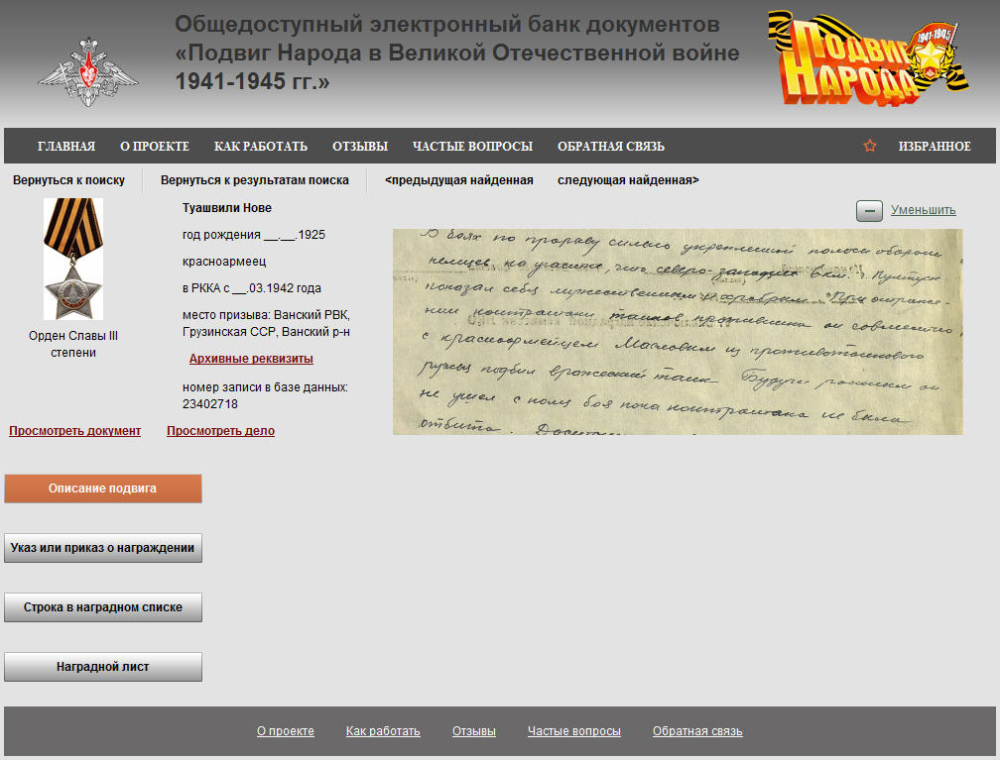 Общедоступный электронный банк документов
«Подвиг Народа в Великой Отечественной войне
1941-1945 гг.»
1941-1945
ПОДВИГ
НАРОДА
ГЛАВНАЯ О ПРОЕКТЕ КАК РАБОТАТЬ ОТЗЫВЫ ЧАСТЫЕ ВОПРОСЫ ОБРАТНАЯ СВЯЗЬ ИЗБРАННОЕ
Вернуться к поиску Вернуться к результатам поиска <предыдущая найденная следующая найденная>
Орден Славы III
степени
Туашвили Нове
год рождения __.__.1925
красноармеец
в РККА с __.03.1942 года
место призыва: Ванский РВК,
Грузинская ССР, Ванский р-н
Архивные реквизиты
номер записи в базе данных:
23402718
Просмотреть документ Просмотреть дело
Уменьшить
В боях по прорыву сильно укрепленной полосы обороны
немцев, на участке, что северо-западнее 6 км. г. Пултуск
показал себя мужественным и храбрым. При отраже-
нии контратаки танков противника он совместно
с красноармейцем Масловым из противотанкового
ружья подбил вражеский танк. Будучи раненым он
не ушел с поля боя пока контратака не была
отбита. Достоин
Описание подвига
Указ или приказ о награждении
Строка в наградном списке
Наградной лист
О проекте Как работать Отзывы Частые вопросы Обратная связь